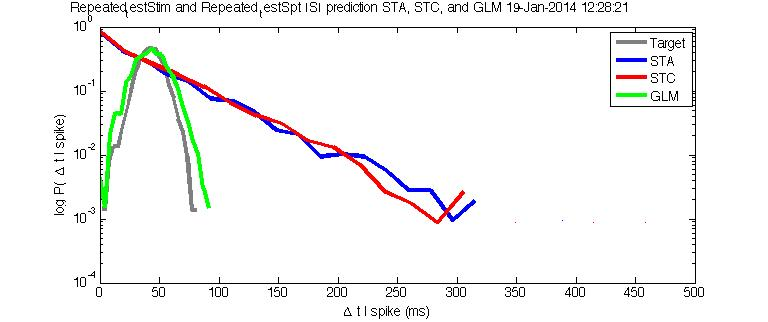 Repeated_testStim and Repeated_testSpt ISI prediction STA, STC, and GLM 19-Jan-2014 12:28:21
10^0
10^-1
10^-2
10^-3
10^-4
log P( Δ t | spike)
Target
STA
STC
GLM
0 50 100 150 200 250 300 350 400 450 500
Δ t | spike (ms)